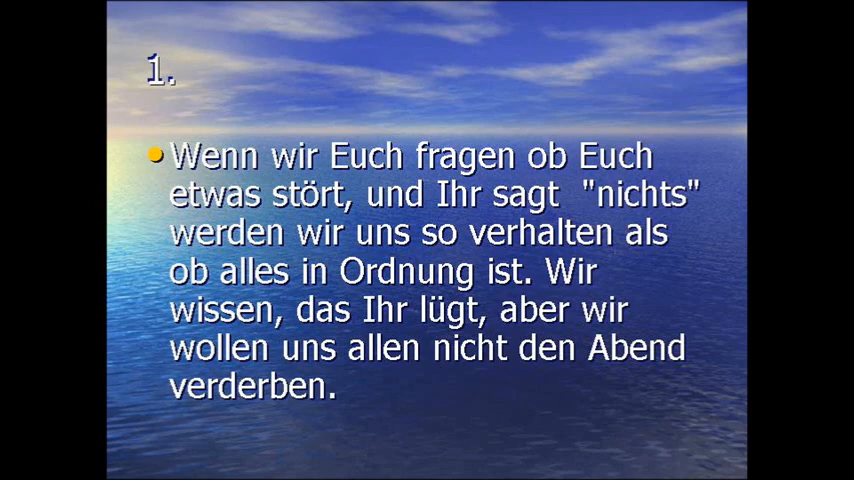 1.
• Wenn wir Euch fragen ob Euch
etwas stört, und Ihr sagt "nichts"
werden wir uns so verhalten als
ob alles in Ordnung ist. Wir
wissen, das Ihr lügt, aber wir
wollen uns allen nicht den Abend
verderben.